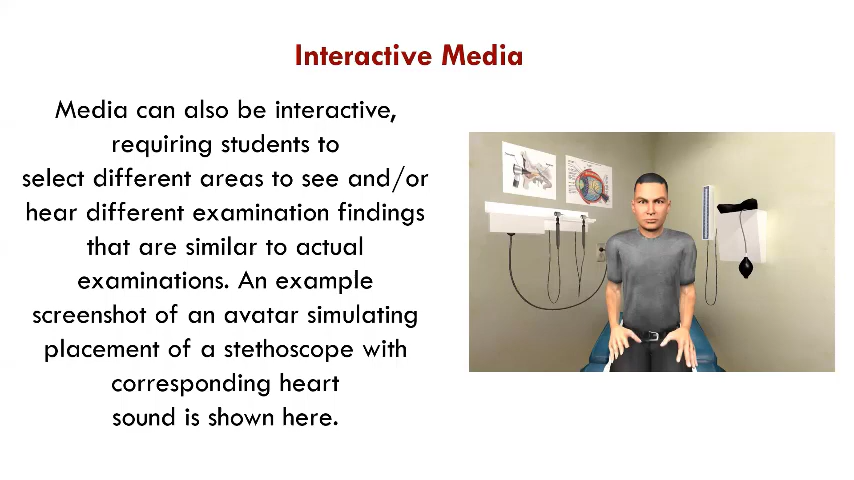 Interactive Media
Media can also be interactive,
requiring students to
select different areas to see and/or
hear different examination findings
that are similar to actual
examinations. An example
screenshot of an avatar simulating
placement of a stethoscope with
corresponding heart
sound is shown here.